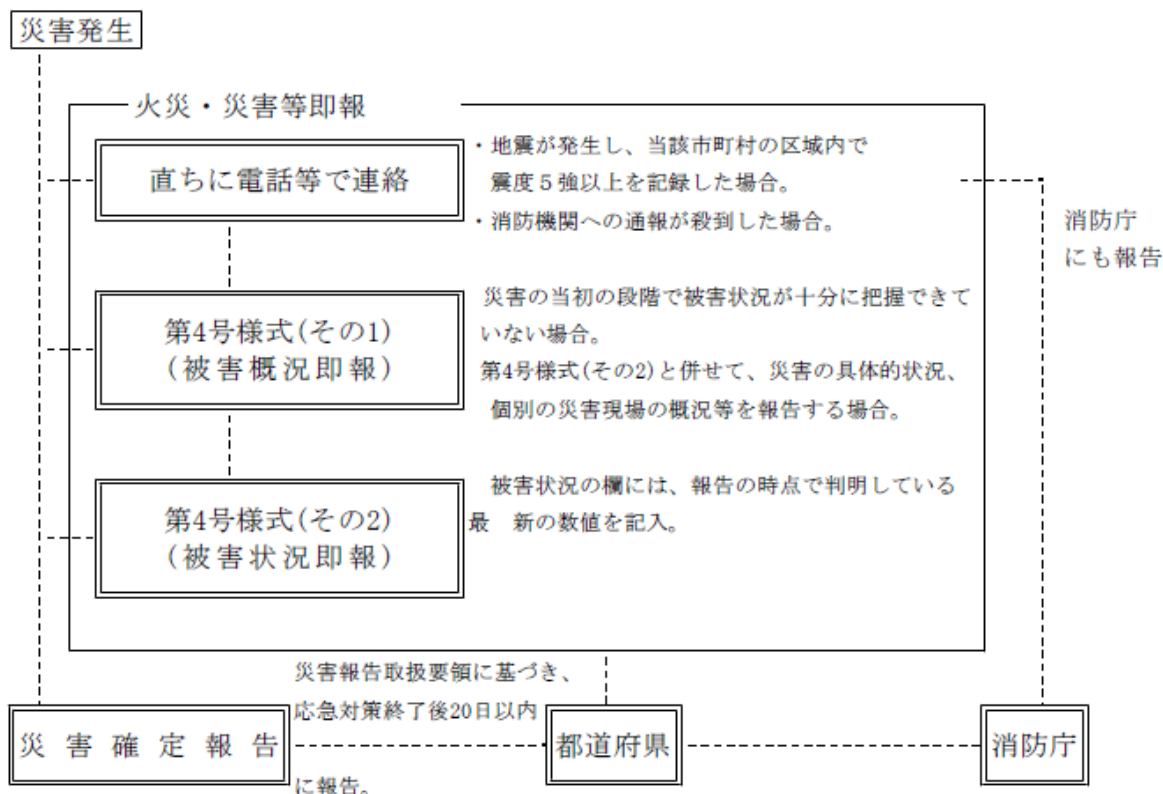 災害発生
火災・災害等即報
直ちに電話等で連絡
・地震が発生し、当該市町村の区域内で
震度５強以上を記録した場合。
・消防機関への通報が殺到した場合。
消防庁
にも報告
第4号様式(その1)
(被害概況即報)
災害の当初の段階で被害状況が十分に把握できて
いない場合。
第4号様式(その2)と併せて、災害の具体的状況、
個別の災害現場の概況等を報告する場合。
第4号様式(その2)
(被害状況即報)
被害状況の欄には、報告の時点で判明している
最　新の数値を記入。
災害報告取扱要領に基づき、
応急対策終了後20日以内
に報告。
災害確定報告
都道府県
消防庁